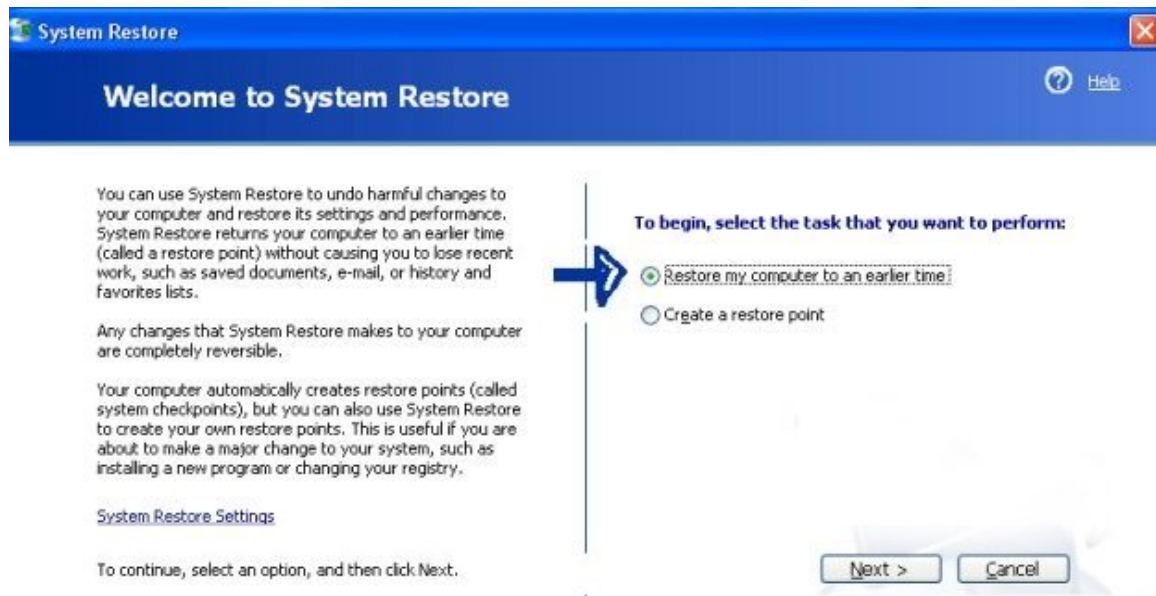 System Restore
Welcome to System Restore
Help
You can use System Restore to undo harmful changes to
your computer and restore its settings and performance.
System Restore returns your computer to an earlier time
(called a restore point) without causing you to lose recent
work, such as saved documents, e-mail, or history and
favorites lists.
Any changes that System Restore makes to your computer
are completely reversible.
Your computer automatically creates restore points (called
system checkpoints), but you can also use System Restore
to create your own restore points. This is useful if you are
about to make a major change to your system, such as
installing a new program or changing your registry.
System Restore Settings
To continue, select an option, and then click Next.
To begin, select the task that you want to perform:
Restore my computer to an earlier time
Create a restore point
Next >
Cancel